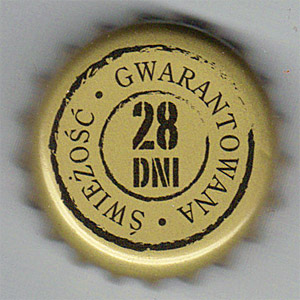 ŚWIEŻOŚĆ • GWARANTOWANA •
28
DNI